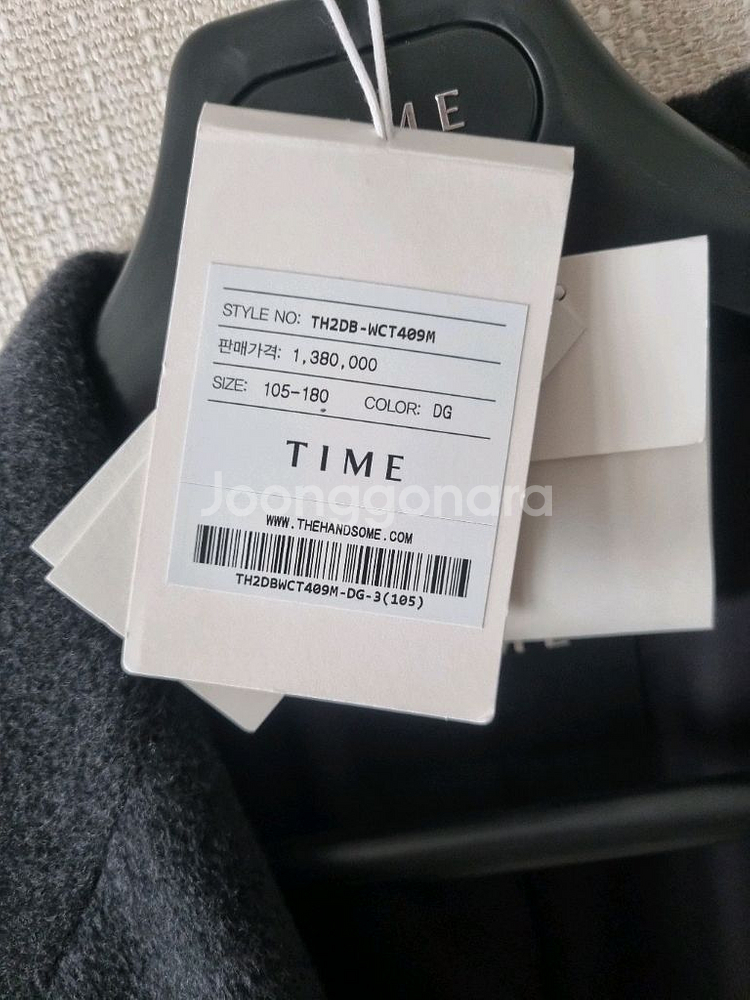 ME
STYLE NO: TH2DB-WCT409M
판매가격: 1,380,000
SIZE: 105-180 COLOR: DG
TIME
Joonggonara
WWW.THEHANDSOME.COM
TH2DBWCT409M-DG-3(105)